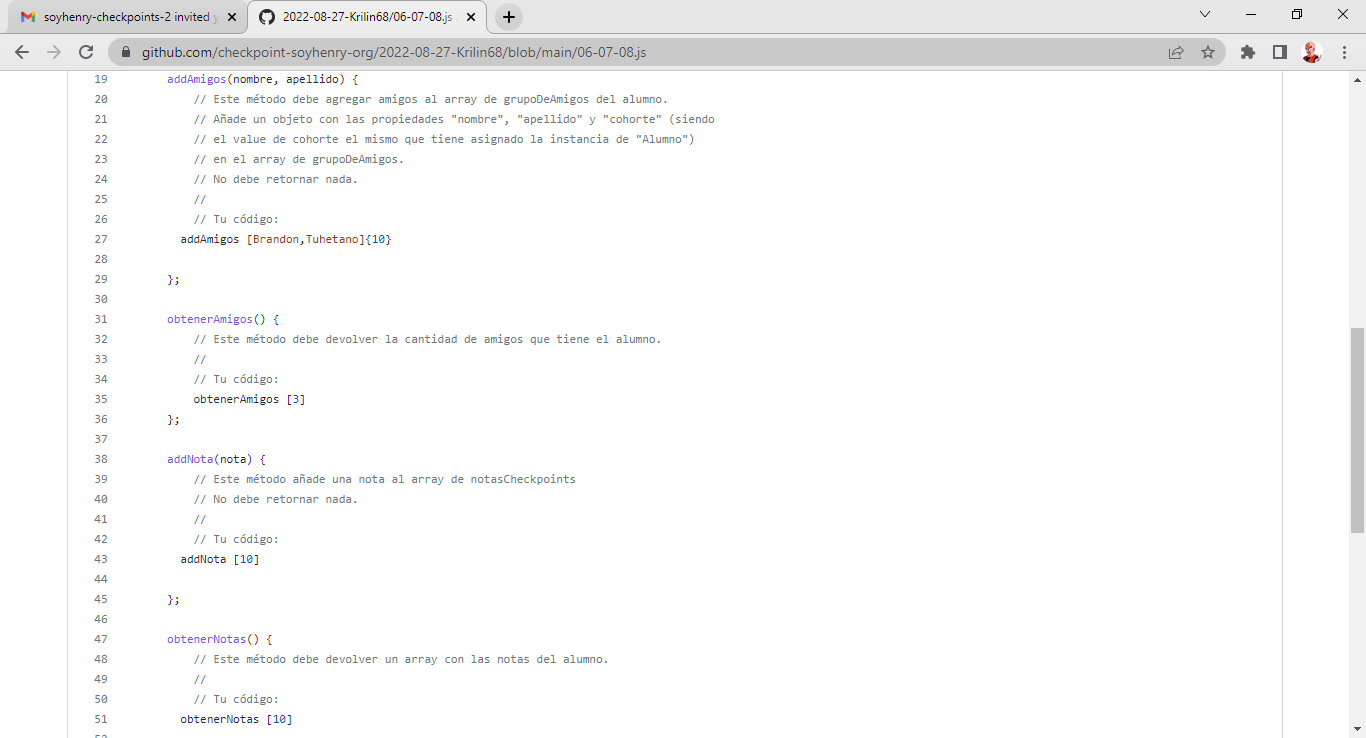 soyhenry-checkpoints-2 invited y
2022-08-27-Krilin68/06-07-08.js
github.com/checkpoint-soyhenry-org/2022-08-27-Krilin68/blob/main/06-07-08.js
19 addAmigos(nombre, apellido) {
20 // Este método debe agregar amigos al array de grupoDeAmigos del alumno.
21 // Añade un objeto con las propiedades "nombre", "apellido" y "cohorte" (siendo
22 // el value de cohorte el mismo que tiene asignado la instancia de "Alumno")
23 // en el array de grupoDeAmigos.
24 // No debe retornar nada.
25 //
26 // Tu código:
27 addAmigos [Brandon,Tuhetano]{10}
28
29 };
30
31 obtenerAmigos() {
32 // Este método debe devolver la cantidad de amigos que tiene el alumno.
33 //
34 // Tu código:
35 obtenerAmigos [3]
36 };
37
38 addNota(nota) {
39 // Este método añade una nota al array de notasCheckpoints
40 // No debe retornar nada.
41 //
42 // Tu código:
43 addNota [10]
44
45 };
46
47 obtenerNotas() {
48 // Este método debe devolver un array con las notas del alumno.
49 //
50 // Tu código:
51 obtenerNotas [10]